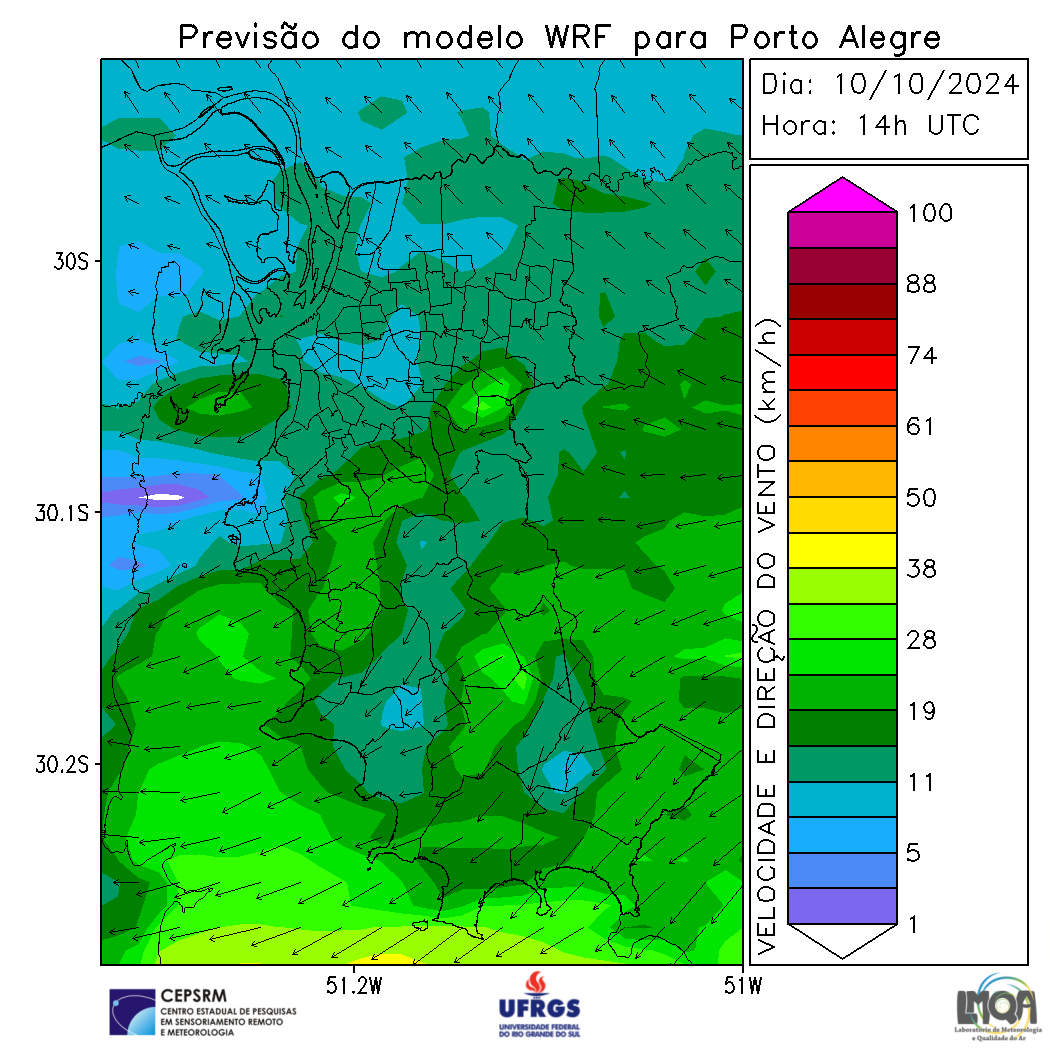 Previsão do modelo WRF para Porto Alegre
Dia: 10/10/2024
Hora: 14h UTC
30S
30.1S
30.2S
51.2W
51W
VELOCIDADE E DIREÇÃO DO VENTO (km/h)
100
88
74
61
50
38
28
19
11
5
1
CEPSRM
CENTRO ESTADUAL DE PESQUISAS
EM SENSORIAMENTO REMOTO
E METEOROLOGIA
UFRGS
UNIVERSIDADE FEDERAL
DO RIO GRANDE DO SUL
LMQA
Laboratório de Meteorologia
e Qualidade do Ar